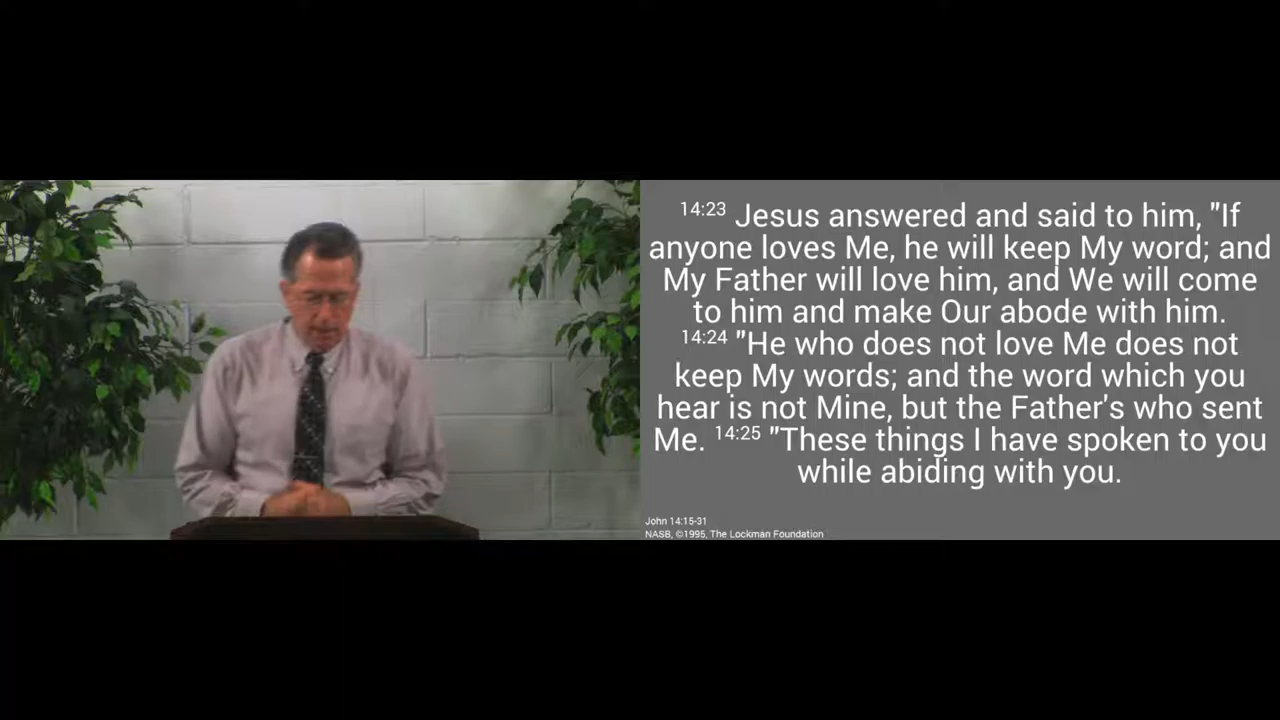 14:23 Jesus answered and said to him, "If
anyone loves Me, he will keep My word; and
My Father will love him, and We will come
to him and make Our abode with him.
14:24 "He who does not love Me does not
keep My words; and the word which you
hear is not Mine, but the Father's who sent
Me. 14:25 "These things I have spoken to you
while abiding with you.
John 14:15-31
NASB, ©1995, The Lockman Foundation